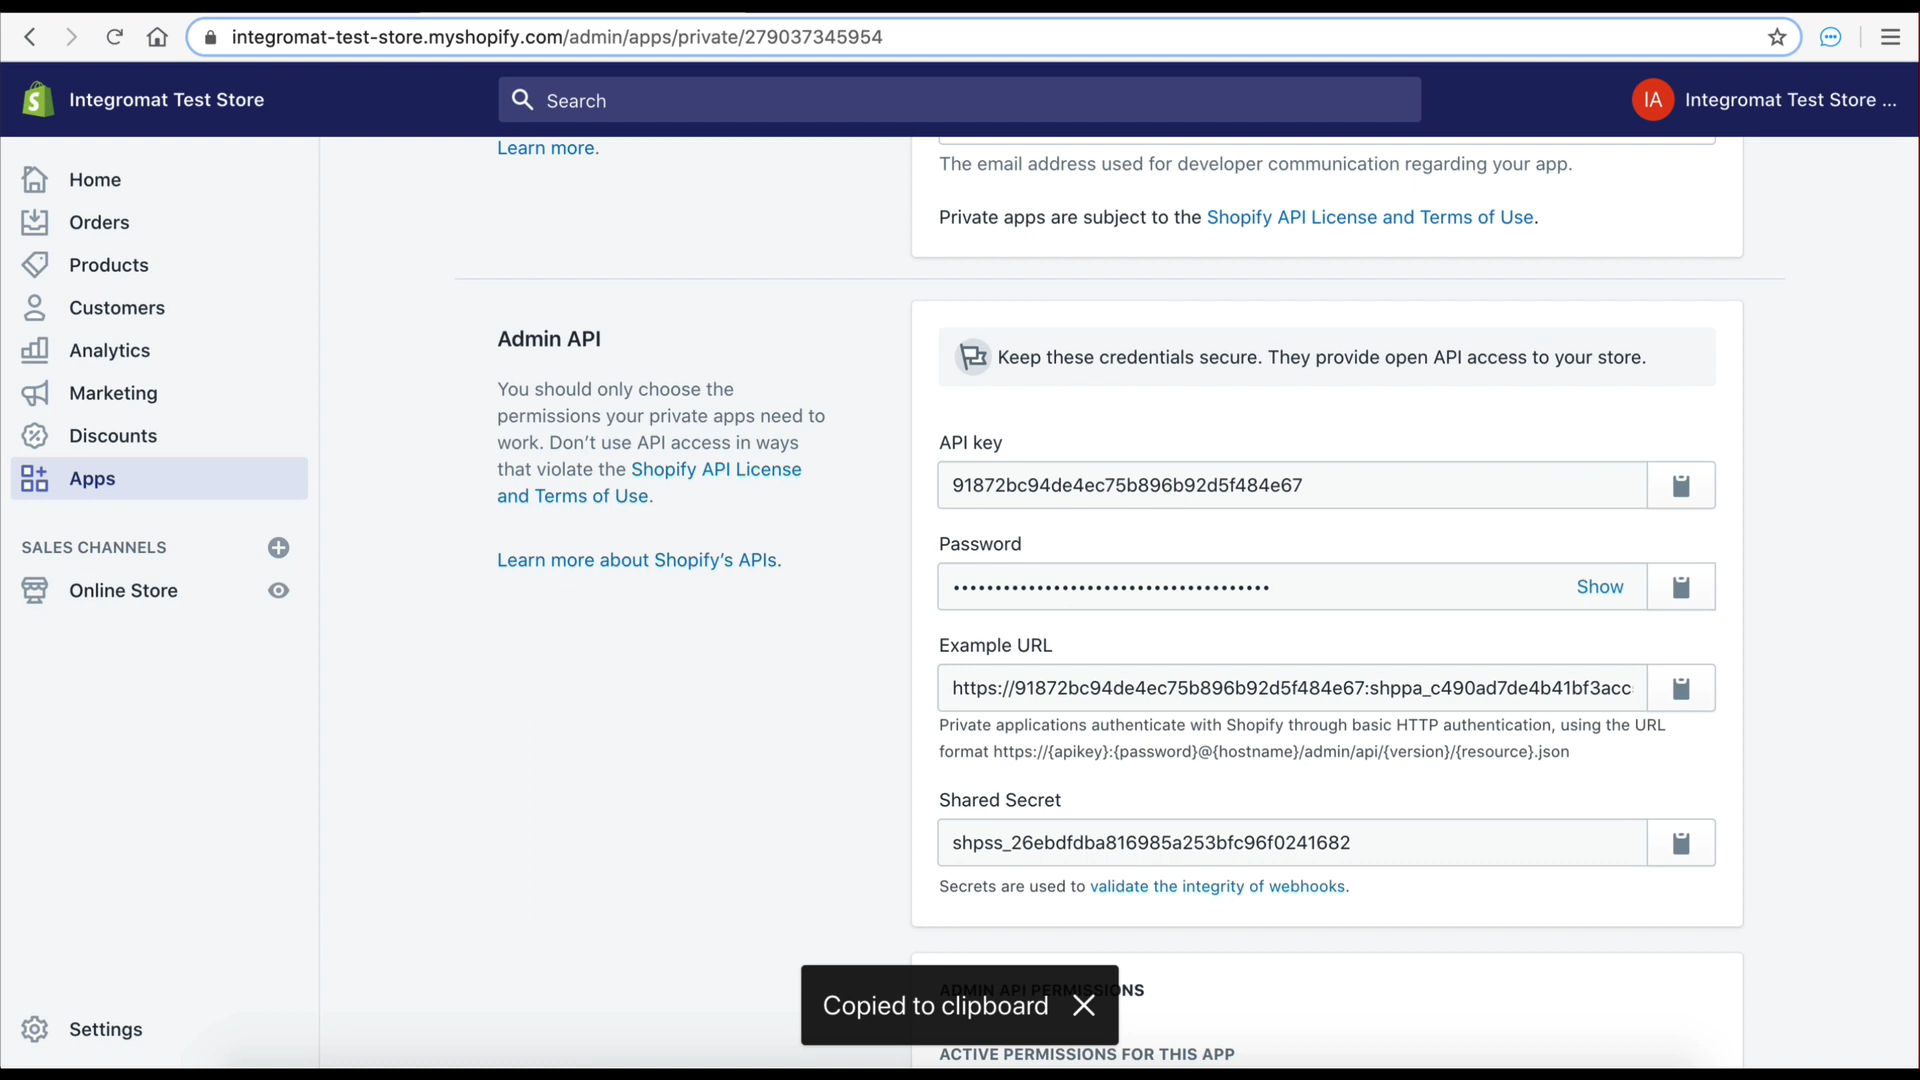 integromat-test-store.myshopify.com/admin/apps/private/279037345954
Integromat Test Store
Search
IA
Integromat Test Store ...
Home
Orders
Products
Customers
Analytics
Marketing
Discounts
Apps
SALES CHANNELS
Online Store
Settings
Learn more.
The email address used for developer communication regarding your app.
Private apps are subject to the Shopify API License and Terms of Use.
Admin API
You should only choose the
permissions your private apps need to
work. Don’t use API access in ways
that violate the Shopify API License
and Terms of Use.
Learn more about Shopify’s APIs.
Keep these credentials secure. They provide open API access to your store.
API key
91872bc94de4ec75b896b92d5f484e67
Password
••••••••••••••••••••••••••••••••••••••
Show
Example URL
https://91872bc94de4ec75b896b92d5f484e67:shppa_c490ad7de4b41bf3acc
Private applications authenticate with Shopify through basic HTTP authentication, using the URL
format https://{apikey}:{password}@{hostname}/admin/api/{version}/{resource}.json
Shared Secret
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
Secrets are used to validate the integrity of webhooks.
ADMIN API PERMISSIONS
Copied to clipboard
ACTIVE PERMISSIONS FOR THIS APP